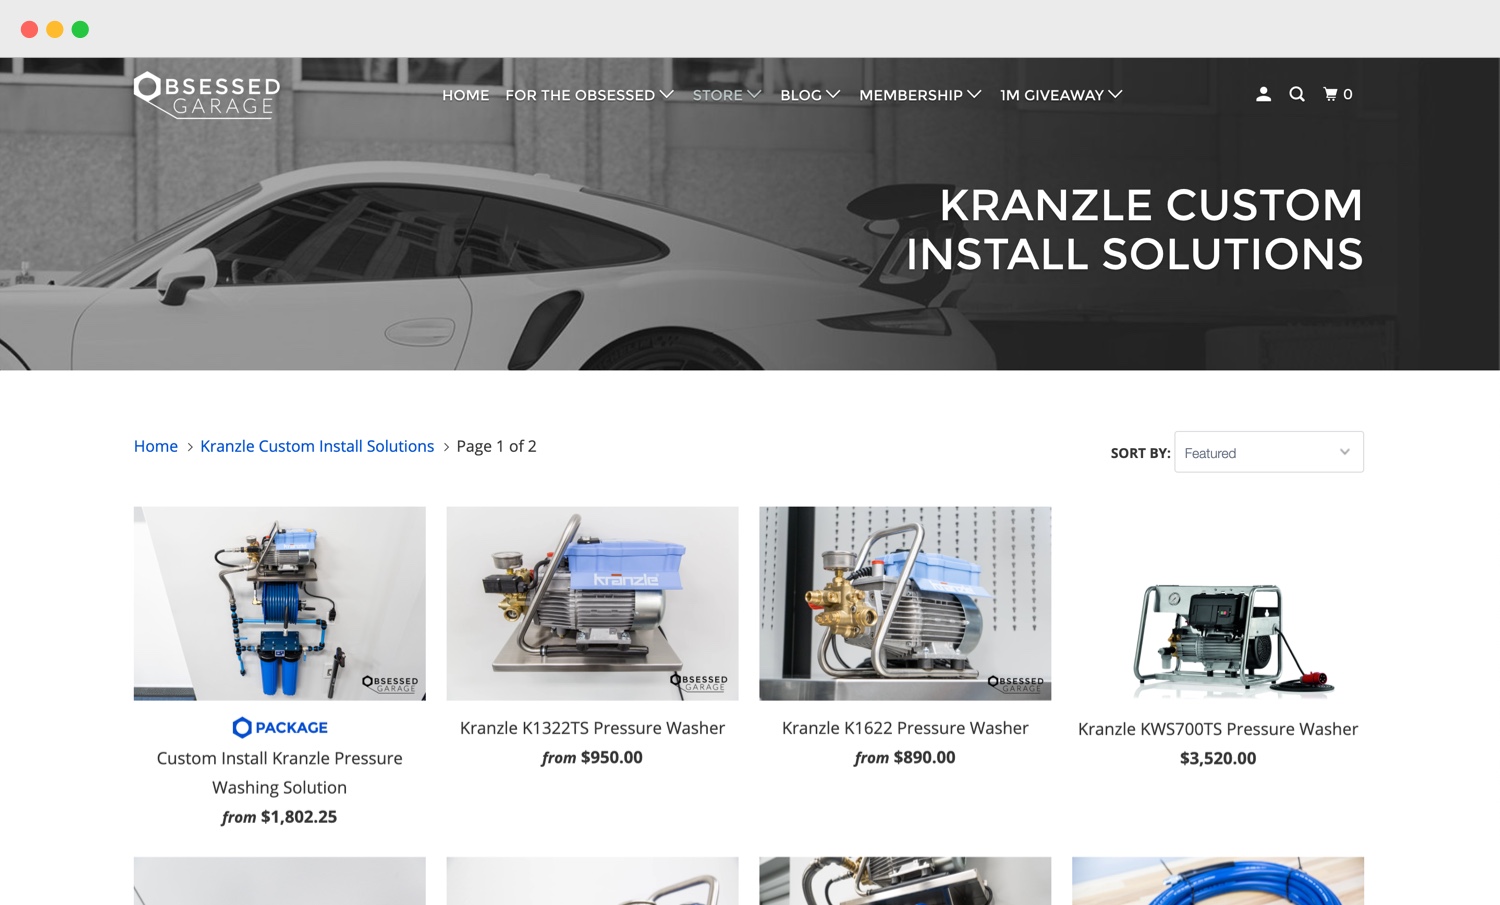 OBSESSED
GARAGE
HOME FOR THE OBSESSED STORE BLOG MEMBERSHIP 1M GIVEAWAY 0
KRANZLE CUSTOM
INSTALL SOLUTIONS
Home > Kranzle Custom Install Solutions > Page 1 of 2
SORT BY: Featured
OBSESSED
GARAGE
kränzle
OBSESSED
GARAGE
OBSESSED
GARAGE
PACKAGE
Custom Install Kranzle Pressure
Washing Solution
from $1,802.25
Kranzle K1322TS Pressure Washer
from $950.00
Kranzle K1622 Pressure Washer
from $890.00
Kranzle KWS700TS Pressure Washer
$3,520.00